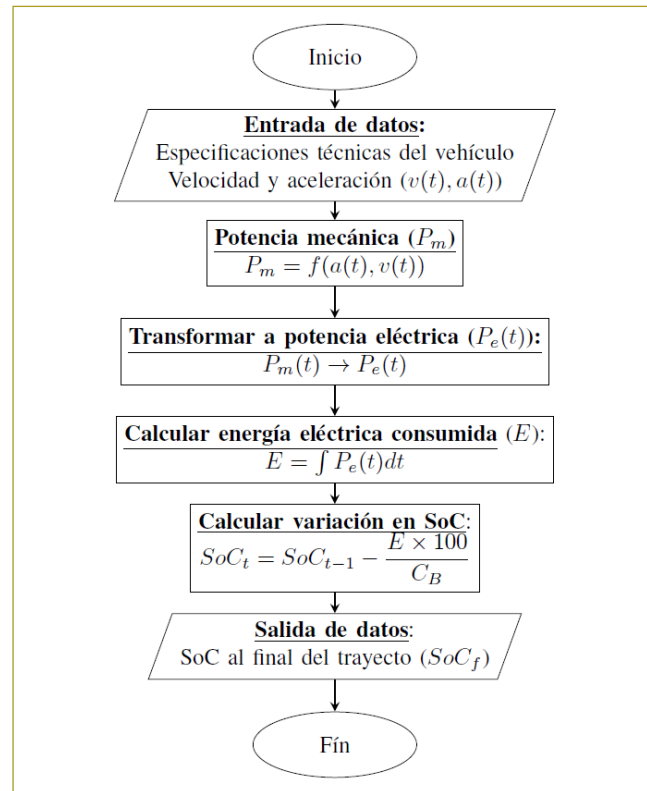 Inicio
Entrada de datos:
Especificaciones técnicas del vehículo
Velocidad y aceleración (v(t), a(t))
Potencia mecánica (P_m)
P_m = f(a(t), v(t))
Transformar a potencia eléctrica (P_e(t)):
P_m(t) → P_e(t)
Calcular energía eléctrica consumida (E):
E = ∫ P_e(t)dt
Calcular variación en SoC:
SoC_t = SoC_{t−1} − \frac{E × 100}{C_B}
Salida de datos:
SoC al final del trayecto (SoC_f)
Fín